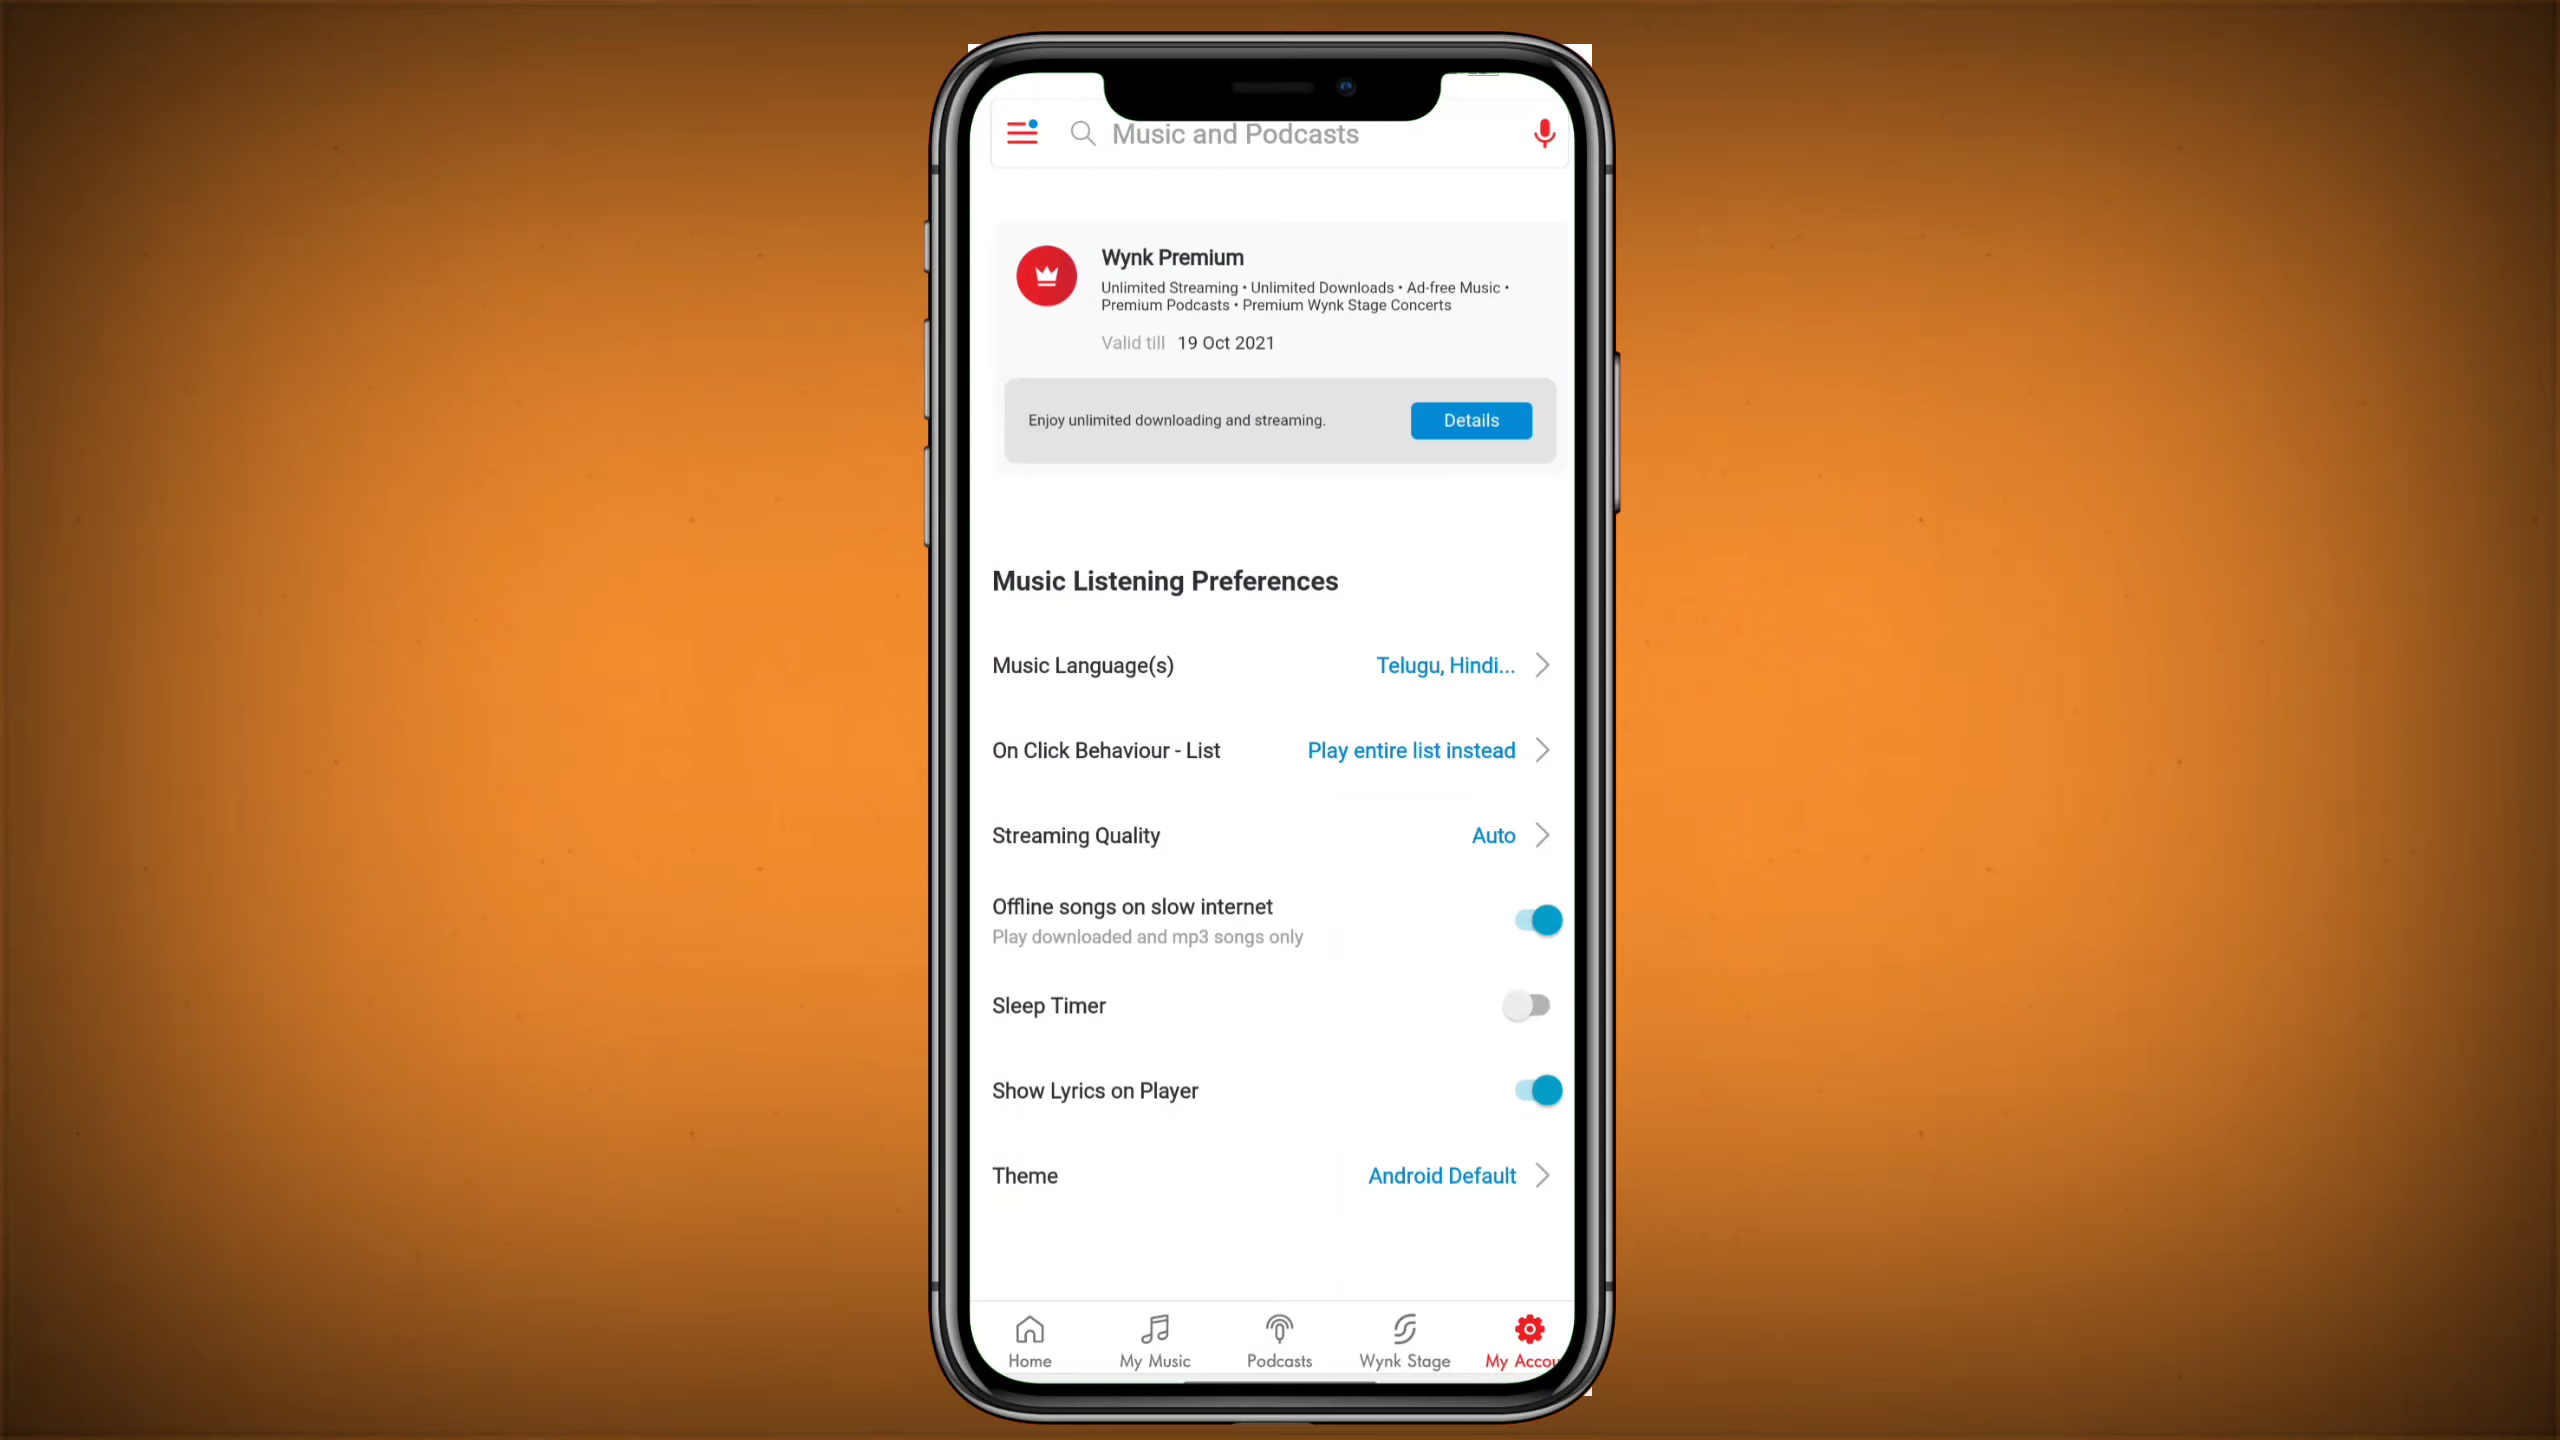 Music and Podcasts
Wynk Premium
Unlimited Streaming • Unlimited Downloads • Ad-free Music •
Premium Podcasts • Premium Wynk Stage Concerts
Valid till 19 Oct 2021
Enjoy unlimited downloading and streaming.
Details
Music Listening Preferences
Music Language(s)
Telugu, Hindi...
On Click Behaviour - List
Play entire list instead
Streaming Quality
Auto
Offline songs on slow internet
Play downloaded and mp3 songs only
Sleep Timer
Show Lyrics on Player
Theme
Android Default
Home
My Music
Podcasts
Wynk Stage
My Accou